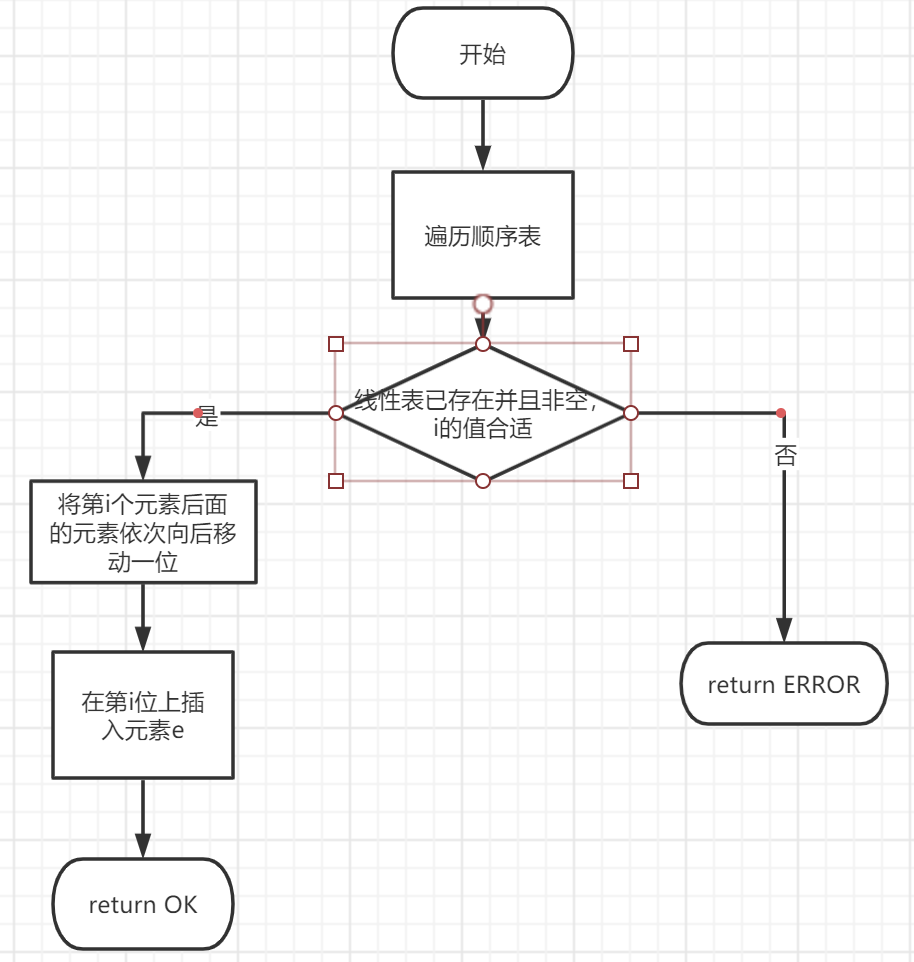 开始
遍历顺序表
线性表已存在并且非空，
i的值合适
是
否
将第i个元素后面
的元素依次向后移
动一位
在第i位上插
入元素e
return ERROR
return OK